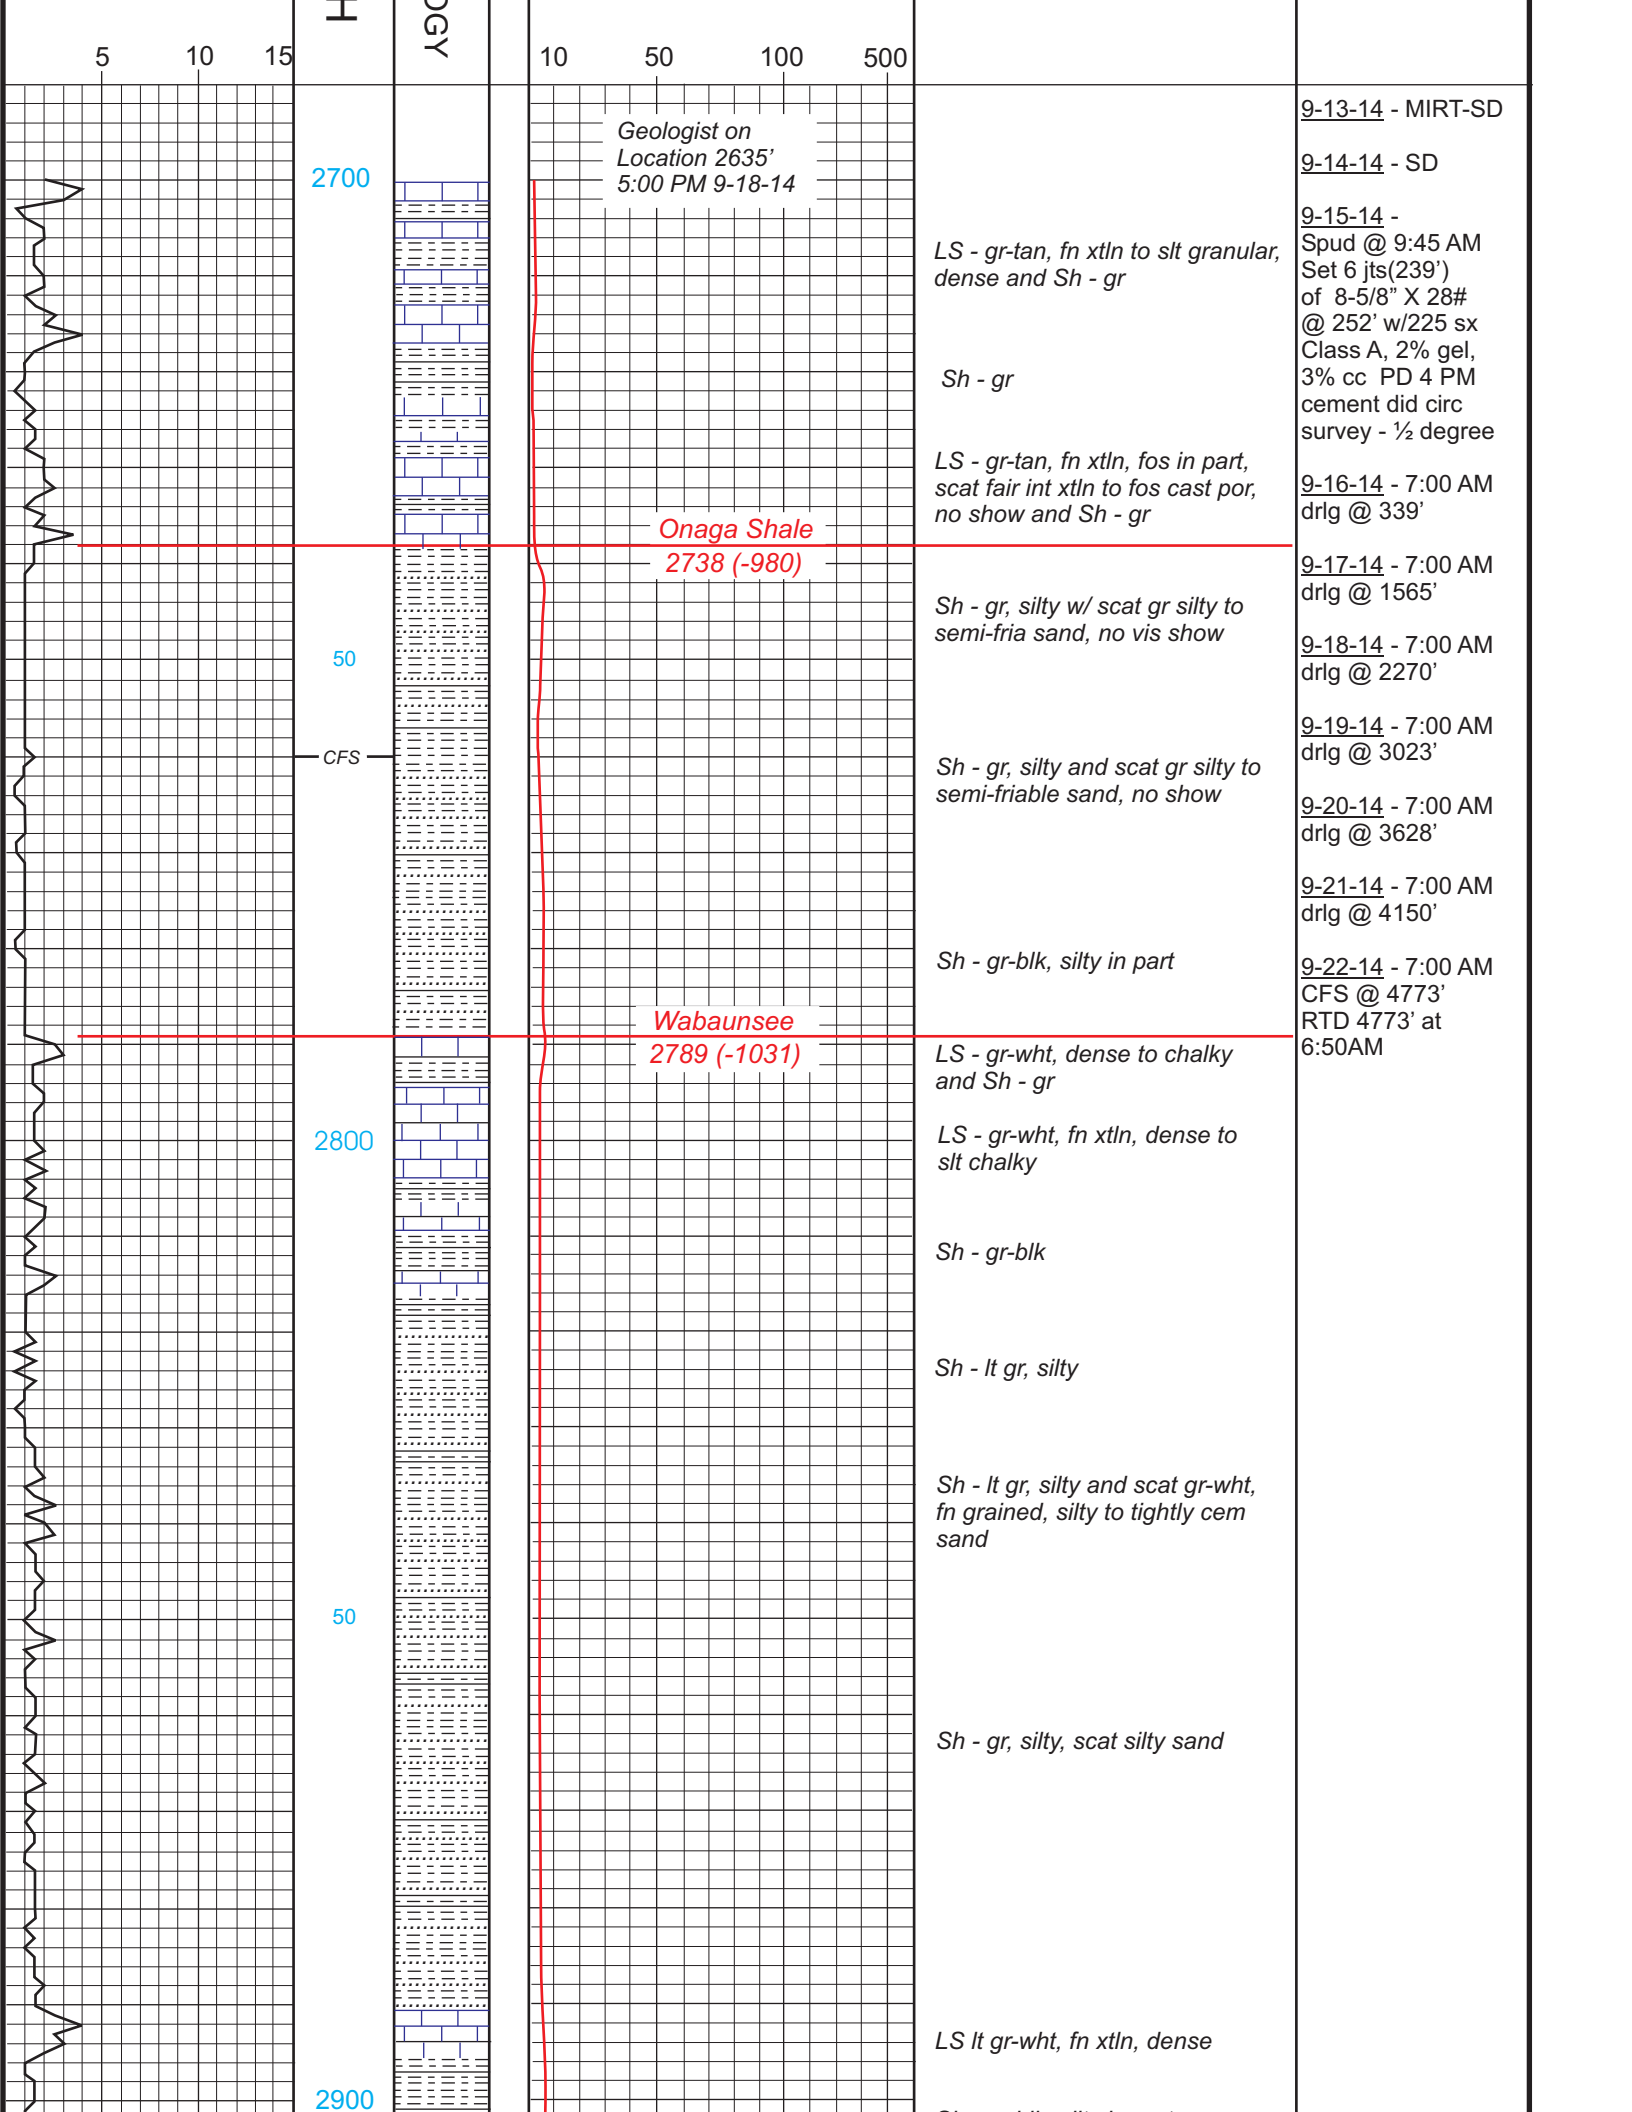 H
OGY
5 10 15
10 50 100 500
Geologist on
Location 2635’
5:00 PM 9-18-14
2700
LS - gr-tan, fn xtln to slt granular,
dense and Sh - gr
Sh - gr
LS - gr-tan, fn xtln, fos in part,
scat fair int xtln to fos cast por,
no show and Sh - gr
Onaga Shale
2738 (-980)
Sh - gr, silty w/ scat gr silty to
semi-fria sand, no vis show
50
CFS
Sh - gr, silty and scat gr silty to
semi-friable sand, no show
Sh - gr-blk, silty in part
Wabaunsee
2789 (-1031)
LS - gr-wht, dense to chalky
and Sh - gr
2800
LS - gr-wht, fn xtln, dense to
slt chalky
Sh - gr-blk
Sh - lt gr, silty
Sh - lt gr, silty and scat gr-wht,
fn grained, silty to tightly cem
sand
50
Sh - gr, silty, scat silty sand
LS lt gr-wht, fn xtln, dense
2900
9-13-14 - MIRT-SD
9-14-14 - SD
9-15-14 -
Spud @ 9:45 AM
Set 6 jts(239’)
of 8-5/8” X 28#
@ 252’ w/225 sx
Class A, 2% gel,
3% cc PD 4 PM
cement did circ
survey - ½ degree
9-16-14 - 7:00 AM
drlg @ 339’
9-17-14 - 7:00 AM
drlg @ 1565’
9-18-14 - 7:00 AM
drlg @ 2270’
9-19-14 - 7:00 AM
drlg @ 3023’
9-20-14 - 7:00 AM
drlg @ 3628’
9-21-14 - 7:00 AM
drlg @ 4150’
9-22-14 - 7:00 AM
CFS @ 4773’
RTD 4773’ at
6:50AM